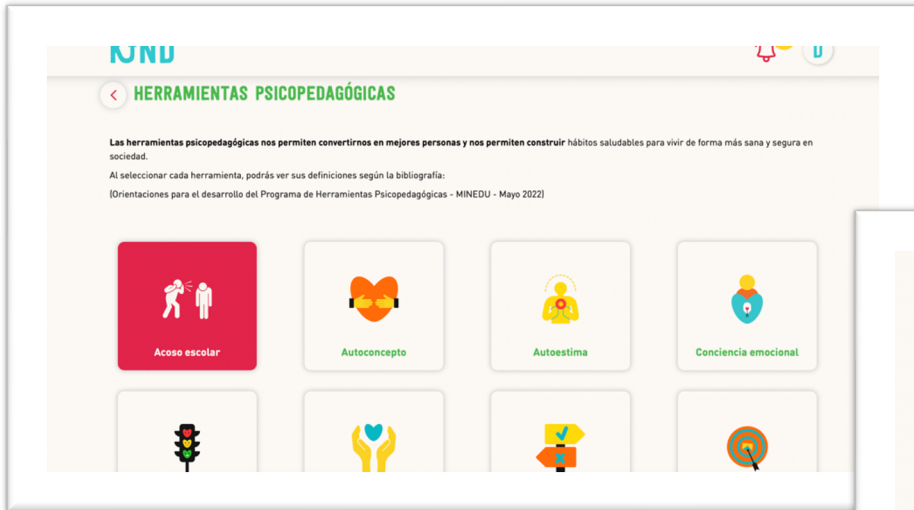 KIND
D
HERRAMIENTAS PSICOPEDAGÓGICAS
Las herramientas psicopedagógicas nos permiten convertirnos en mejores personas y nos permiten construir hábitos saludables para vivir de forma más sana y segura en
sociedad.
Al seleccionar cada herramienta, podrás ver sus definiciones según la bibliografía:
(Orientaciones para el desarrollo del Programa de Herramientas Psicopedagógicas - MINEDU - Mayo 2022)
Acoso escolar
Autoconcepto
Autoestima
Conciencia emocional